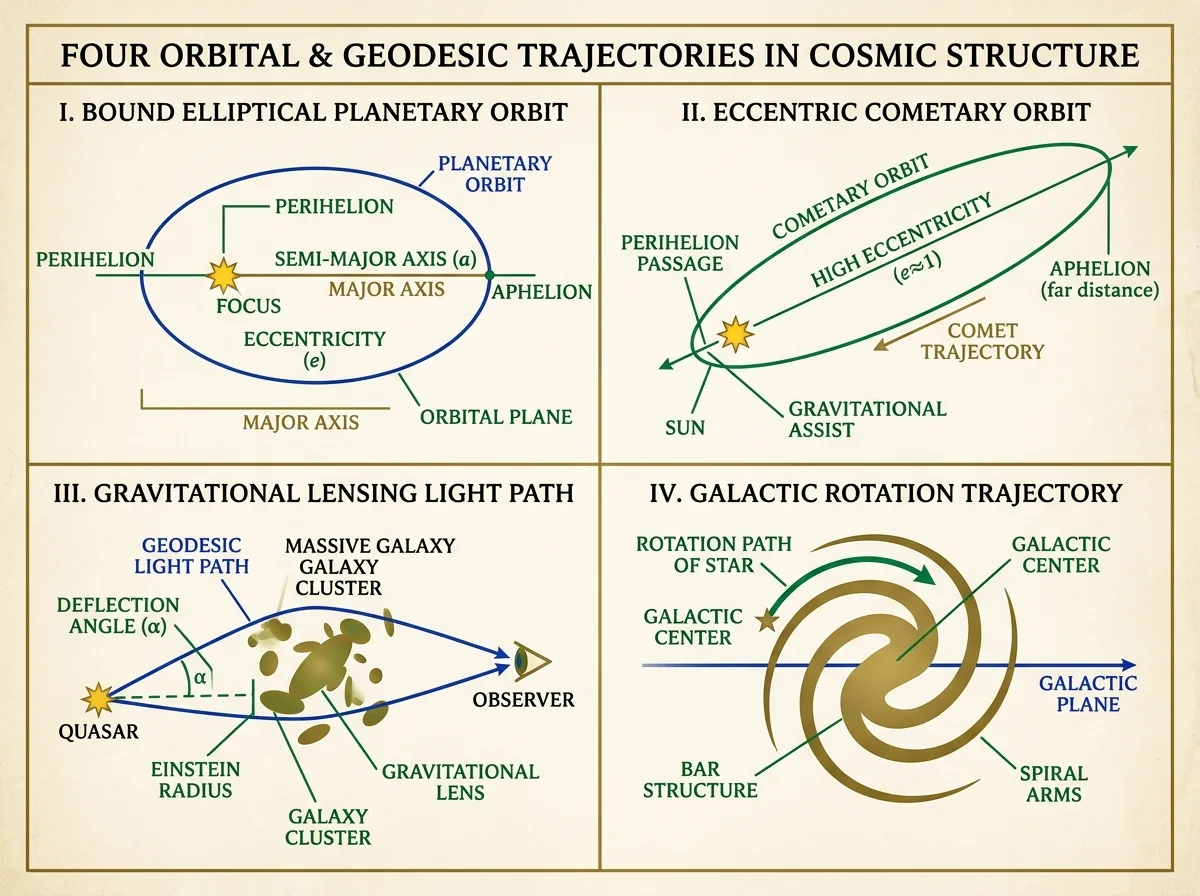 FOUR ORBITAL & GEODESIC TRAJECTORIES IN COSMIC STRUCTURE
I. BOUND ELLIPTICAL PLANETARY ORBIT
PLANETARY
ORBIT
PERIHELION
PERIHELION
SEMI-MAJOR AXIS (a)
MAJOR AXIS
APHELION
FOCUS
ECCENTRICITY
(e)
MAJOR AXIS
ORBITAL PLANE
II. ECCENTRIC COMETARY ORBIT
COMETARY ORBIT
HIGH ECCENTRICITY
(e≈1)
PERIHELION
PASSAGE
APHELION
(far distance)
COMET
TRAJECTORY
GRAVITATIONAL
ASSIST
SUN
III. GRAVITATIONAL LENSING LIGHT PATH
GEODESIC
LIGHT PATH
MASSIVE GALAXY
GALAXY
CLUSTER
DEFLECTION
ANGLE (α)
α
OBSERVER
QUASAR
EINSTEIN
RADIUS
GRAVITATIONAL
LENS
GALAXY
CLUSTER
IV. GALACTIC ROTATION TRAJECTORY
ROTATION PATH
OF STAR
GALACTIC
CENTER
GALACTIC
CENTER
GALACTIC
PLANE
BAR
STRUCTURE
SPIRAL
ARMS